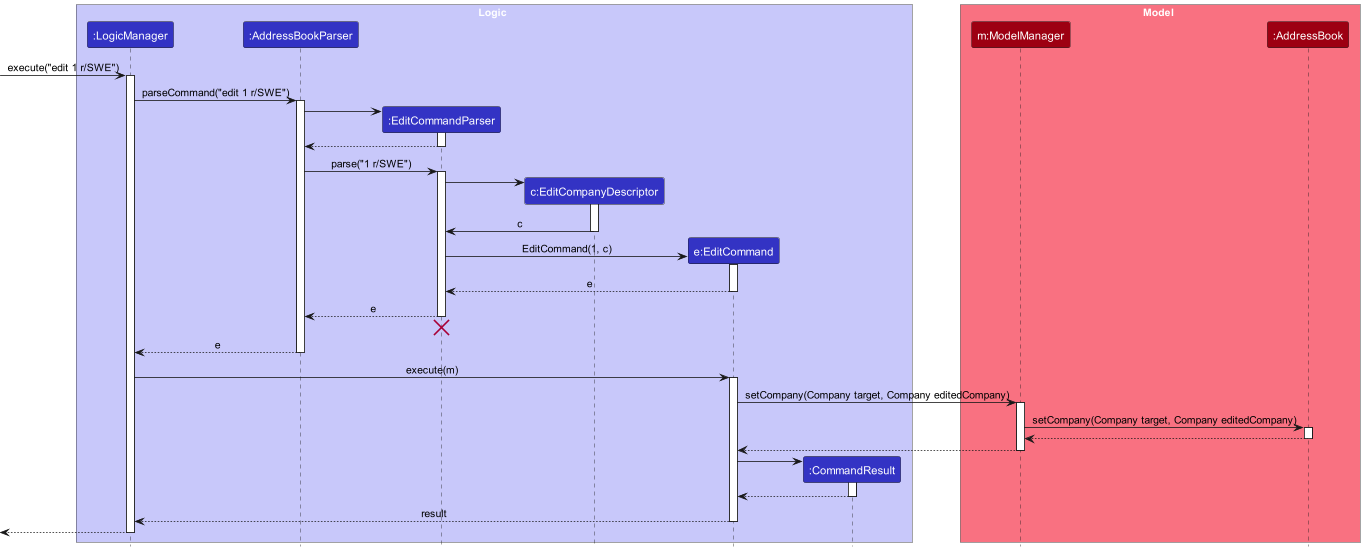 Logic
Model
:LogicManager
:AddressBookParser
m:ModelManager
:AddressBook
execute("edit 1 r/SWE")
parseCommand("edit 1 r/SWE")
:EditCommandParser
parse("1 r/SWE")
c:EditCompanyDescriptor
c
EditCommand(1, c)
e:EditCommand
e
e
e
execute(m)
setCompany(Company target, Company editedCompany)
setCompany(Company target, Company editedCompany)
:CommandResult
result